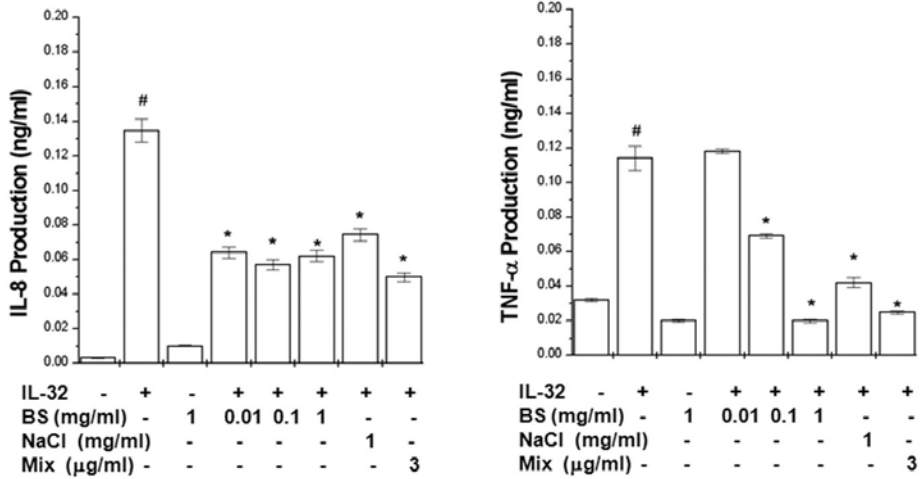 0.20
0.18
0.16
0.14
0.12
0.10
0.08
0.06
0.04
0.02
0.00
IL-8 Production (ng/ml)
#
* * * * *
IL-32 - + - + + + + +
BS (mg/ml) - - 1 0.01 0.1 1 - -
NaCl (mg/ml) - - - - - - 1 -
Mix (μg/ml) - - - - - - - 3
0.20
0.18
0.16
0.14
0.12
0.10
0.08
0.06
0.04
0.02
0.00
TNF-α Production (ng/ml)
#
* * * *
IL-32 - + - + + + + +
BS (mg/ml) - - 1 0.01 0.1 1 - -
NaCl (mg/ml) - - - - - - 1 -
Mix (μg/ml) - - - - - - - 3